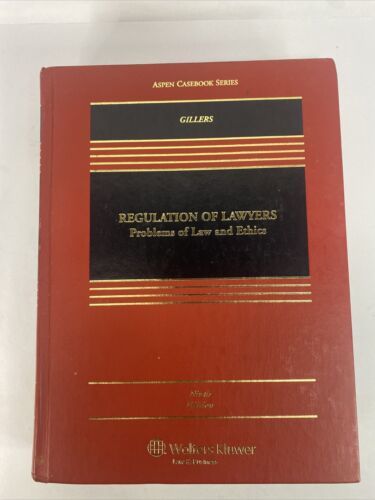 ASPEN CASEBOOK SERIES
GILLERS
REGULATION OF LAWYERS
Problems of Law and Ethics
Ninth
Edition
Wolters Kluwer
Law & Business